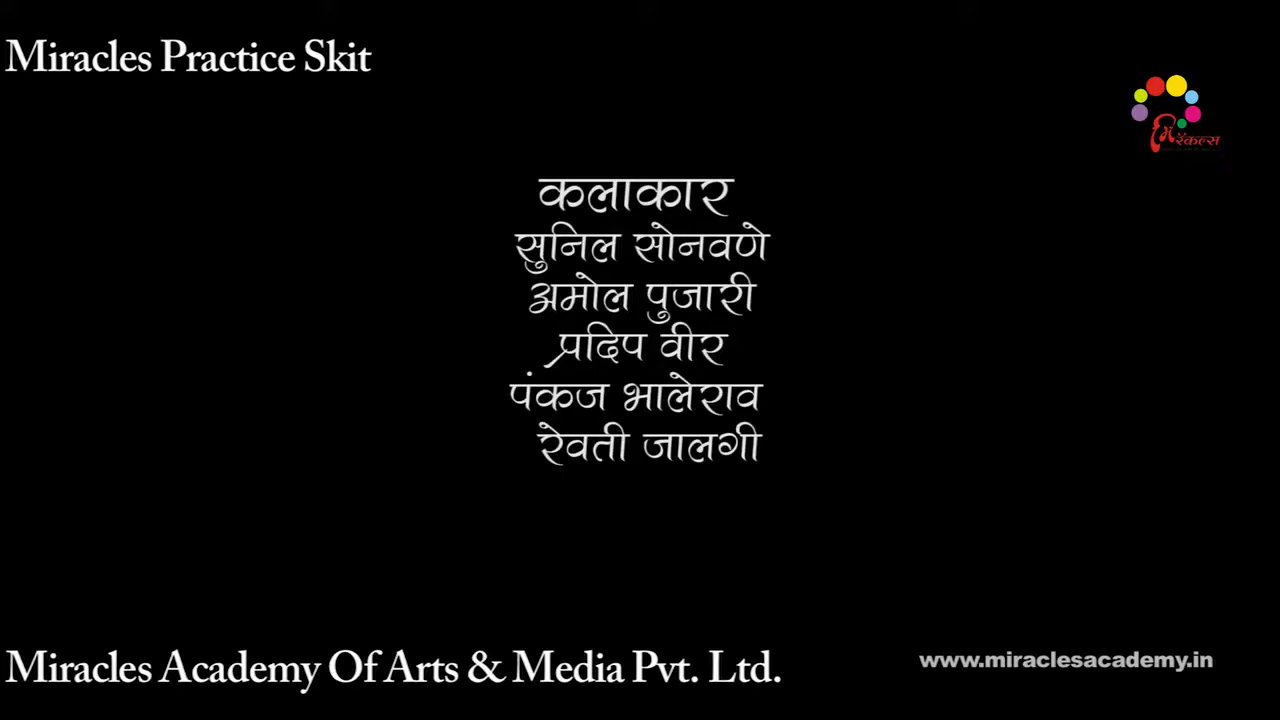 Miracles Practice Skit
मिरॅकल्स
कलाकार
सुनिल सोनवणे
अमोल पुजारी
प्रदिप वीर
पंकज भालेराव
रेवती जालगी
Miracles Academy Of Arts & Media Pvt. Ltd.
www.miraclesacademy.in